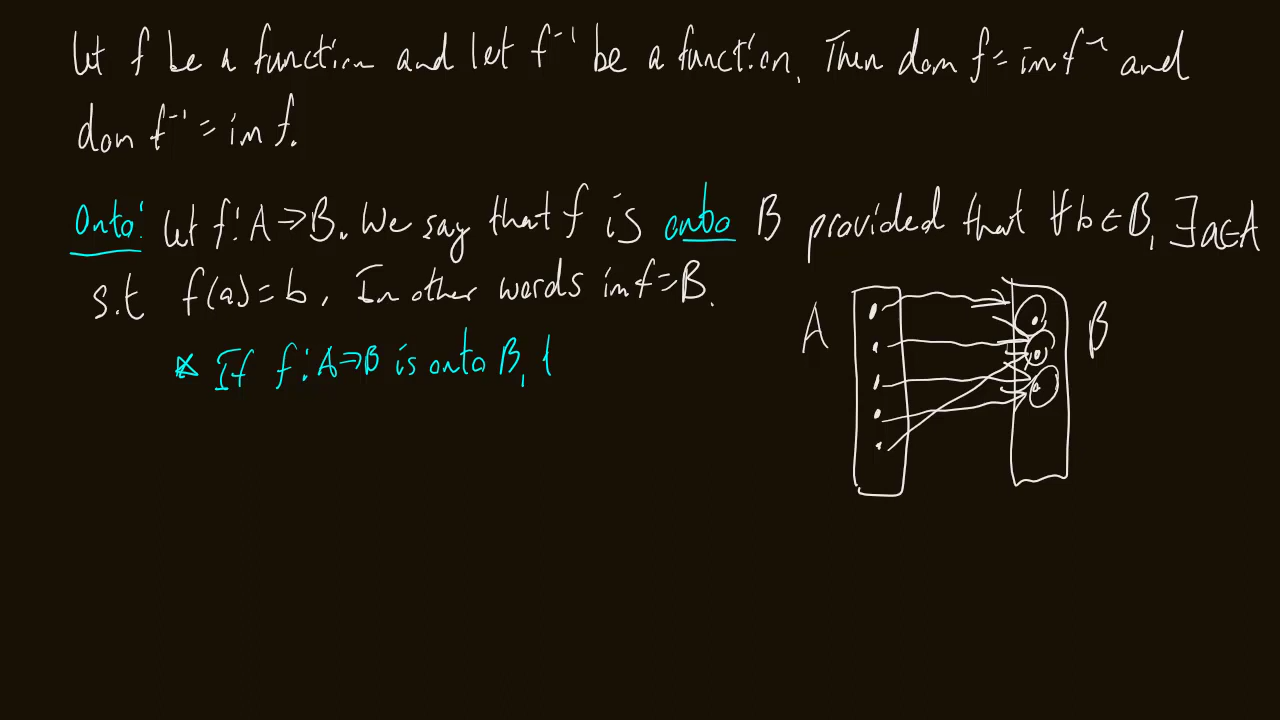 Let f be a function and let f⁻¹ be a function. Then dom f = im f⁻¹ and
dom f⁻¹ = im f.
Onto: Let f: A → B. We say that f is onto B provided that ∀b ∈ B, ∃a ∈ A
s.t f(a) = b. In other words im f = B.
* If f: A → B is onto B, t
A B